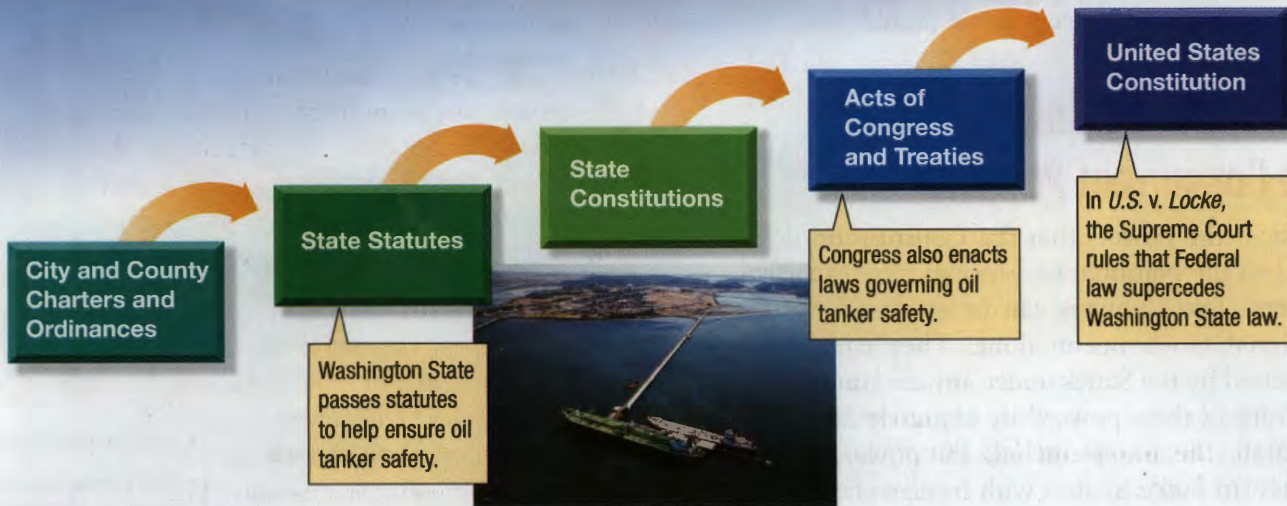 City and County
Charters and
Ordinances
State Statutes
Washington State
passes statutes
to help ensure oil
tanker safety.
State
Constitutions
Acts of
Congress
and Treaties
Congress also enacts
laws governing oil
tanker safety.
United States
Constitution
In U.S. v. Locke,
the Supreme Court
rules that Federal
law supercedes
Washington State law.